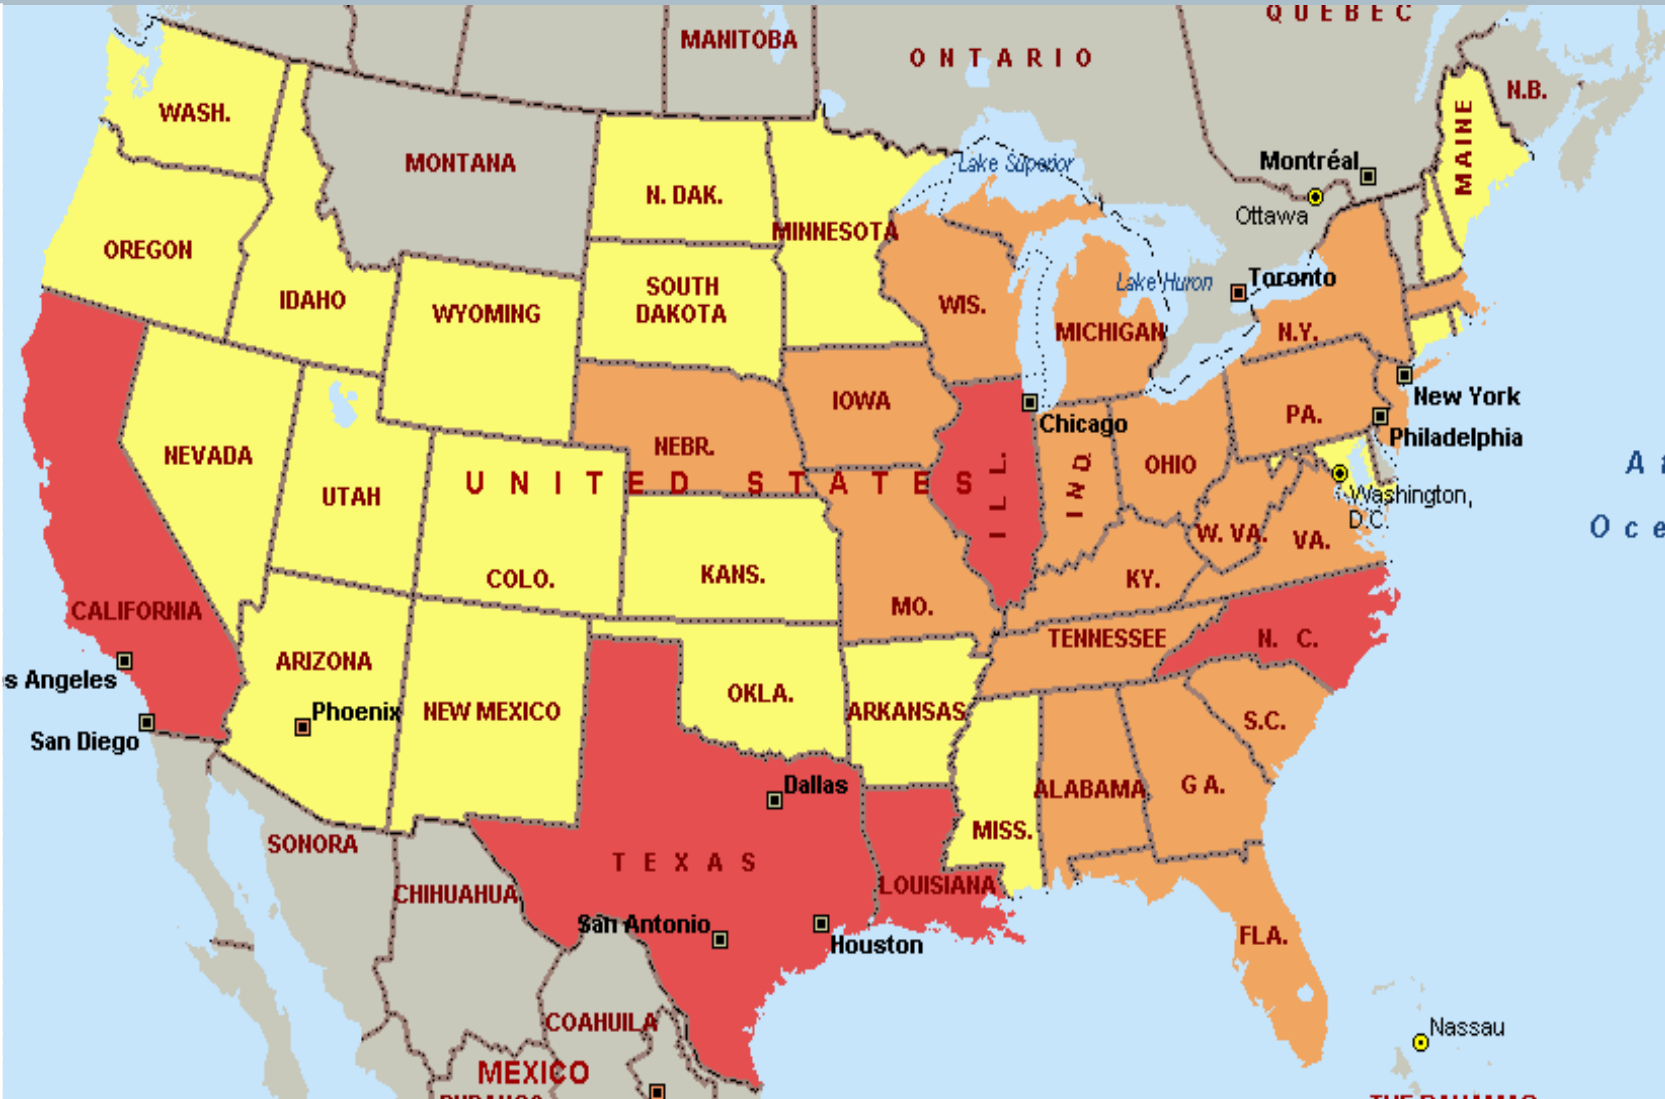 QUEBEC
MANITOBA
ONTARIO
N.B.
WASH.
MAINE
MONTANA
Montréal
Lake Superior
N. DAK.
Ottawa
MINNESOTA
OREGON
Toronto
Lake Huron
IDAHO
SOUTH
DAKOTA
WYOMING
WIS.
MICHIGAN
N.Y.
New York
IOWA
PA.
Chicago
Philadelphia
NEVADA
NEBR.
OHIO
UNITED STATES
ILL.
IND.
UTAH
Washington,
D.C.
Oce
W. VA.
VA.
COLO.
KANS.
KY.
MO.
CALIFORNIA
TENNESSEE
N. C.
ARIZONA
s Angeles
OKLA.
Phoenix
NEW MEXICO
ARKANSAS
S.C.
San Diego
Dallas
ALABAMA
GA.
MISS.
SONORA
TEXAS
CHIHUAHUA
LOUISIANA
San Antonio
Houston
FLA.
COAHUILA
Nassau
MEXICO
THE BAHAMAS